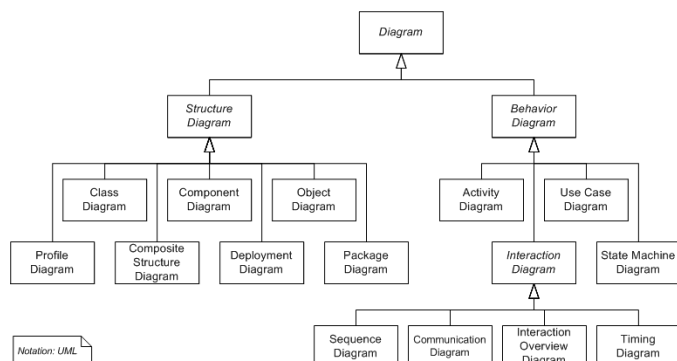 Diagram
Structure
Diagram
Behavior
Diagram
Class
Diagram
Component
Diagram
Object
Diagram
Activity
Diagram
Use Case
Diagram
Profile
Diagram
Composite
Structure
Diagram
Deployment
Diagram
Package
Diagram
Interaction
Diagram
State Machine
Diagram
Sequence
Diagram
Communication
Diagram
Interaction
Overview
Diagram
Timing
Diagram
Notation: UML